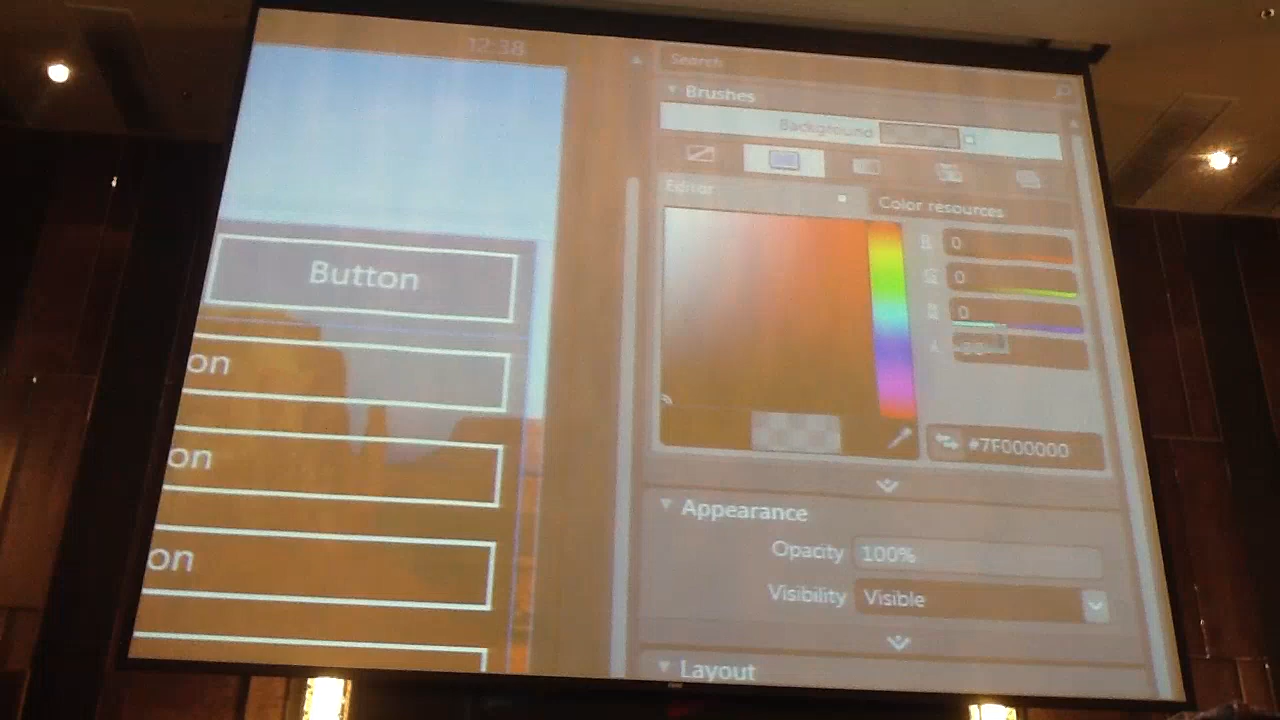 12:38
Search
Brushes
Background
Editor
Color resources
Button
R 0
G 0
B 0
A
on
#7F000000
on
Appearance
Opacity 100%
on
Visibility Visible
Layout